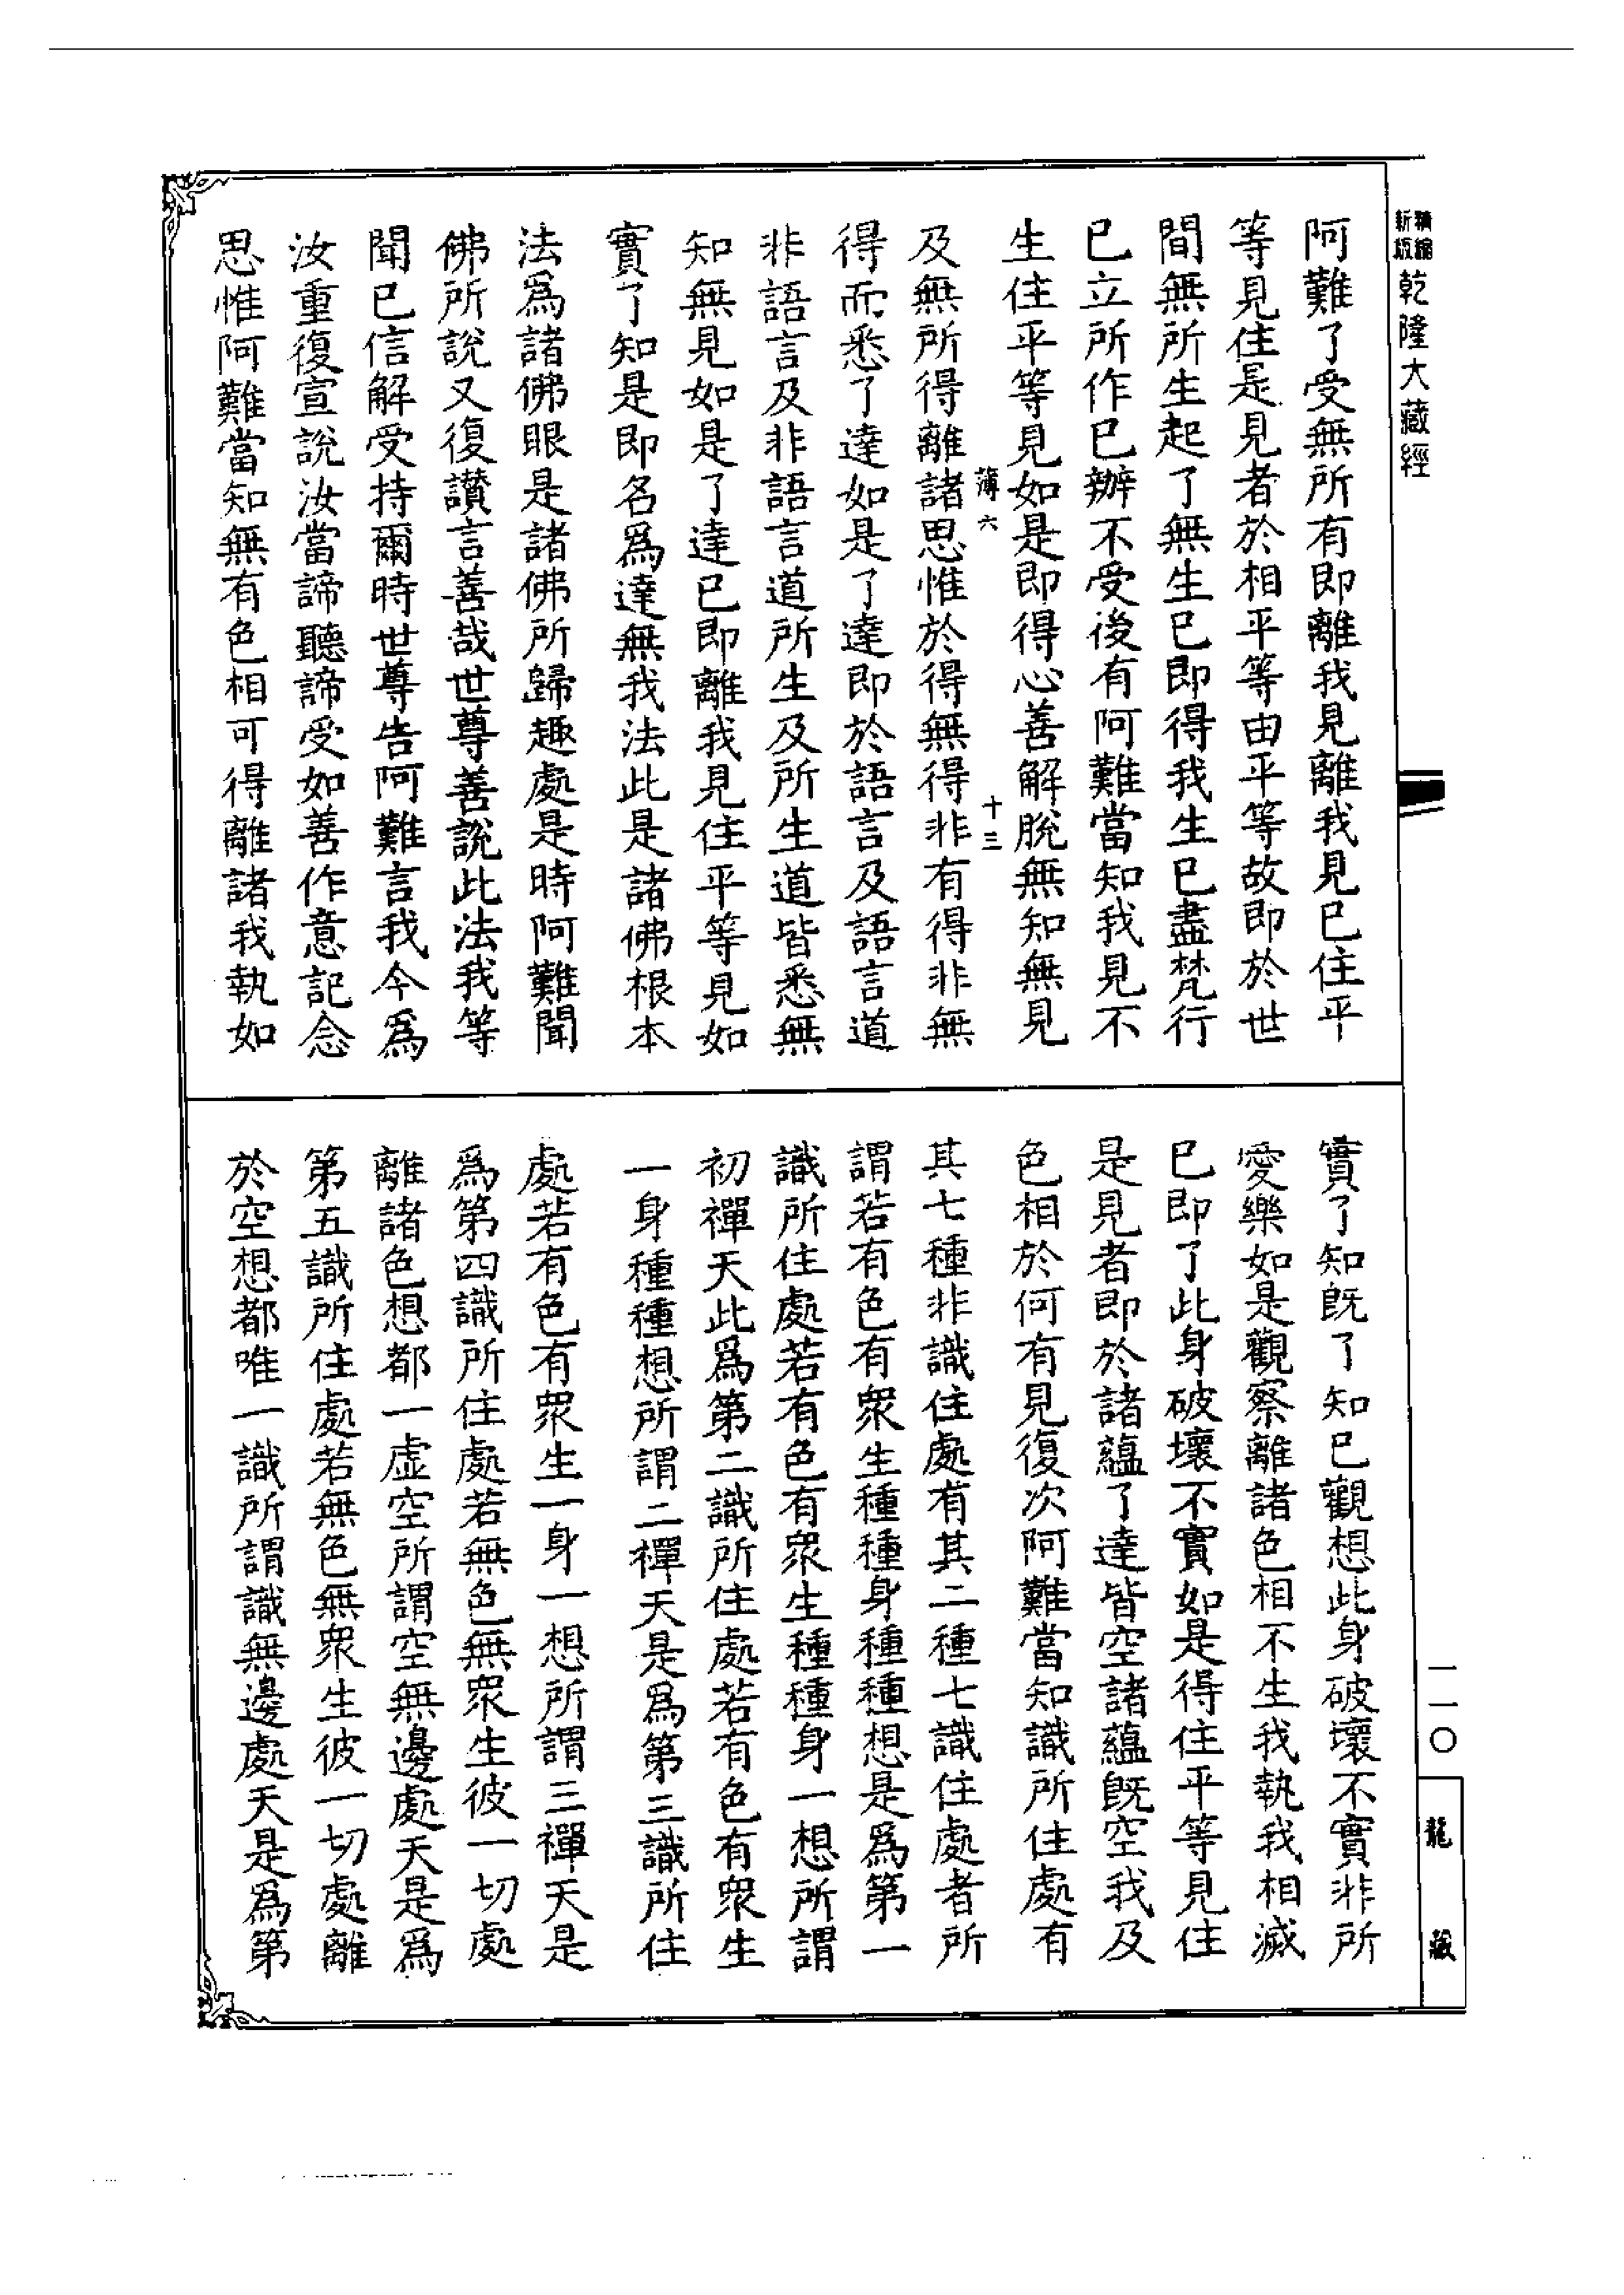 精縮新版乾隆大藏經
阿難了受無所有即離我見離我見已住平
等見住是見者於相平等由平等故即於世
間無所生起了無生已即得我生已盡梵行
已立所作已辦不受後有阿難當知我見不
生住平等見如是即得心善解脫無知無見
薄六 十三
及無所得離諸思惟於得無得非有得非無
得而悉了達如是了達即於語言及語言道
非語言及非語言道所生及所生道皆悉無
知無見如是了達已即離我見住平等見如
實了知是即名爲達無我法此是諸佛根本
法爲諸佛眼是諸佛所歸趣處是時阿難聞
佛所說又復讚言善哉世尊善說此法我等
聞已信解受持爾時世尊告阿難言我今爲
汝重復宣說汝當諦聽諦受如善作意記念
思惟阿難當知無有色相可得離諸我執如
實了知既了知已觀想此身破壞不實非所
愛樂如是觀察離諸色相不生我執我相滅
已即了此身破壞不實如是得住平等見住
是見者即於諸蘊了達皆空諸蘊既空我及
色相於何有見復次阿難當知識所住處有
其七種非識住處有其二種七識住處者所
謂若有色有衆生種種身種種想是爲第一
識所住處若有色有衆生種種身一想所謂
初禪天此爲第二識所住處若有色有衆生
一身種種想所謂二禪天是爲第三識所住
處若有色有衆生一身一想所謂三禪天是
爲第四識所住處若無色無衆生彼一切處
離諸色想都一虛空所謂空無邊處天是爲
第五識所住處若無色無衆生彼一切處離
於空想都唯一識所謂識無邊處天是爲第
一一〇
龍藏